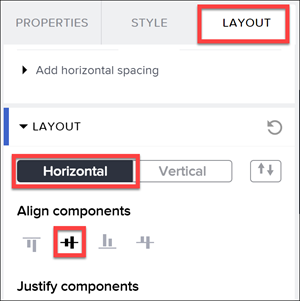 PROPERTIES STYLE LAYOUT
Add horizontal spacing
LAYOUT
Horizontal Vertical
Align components
Justify components